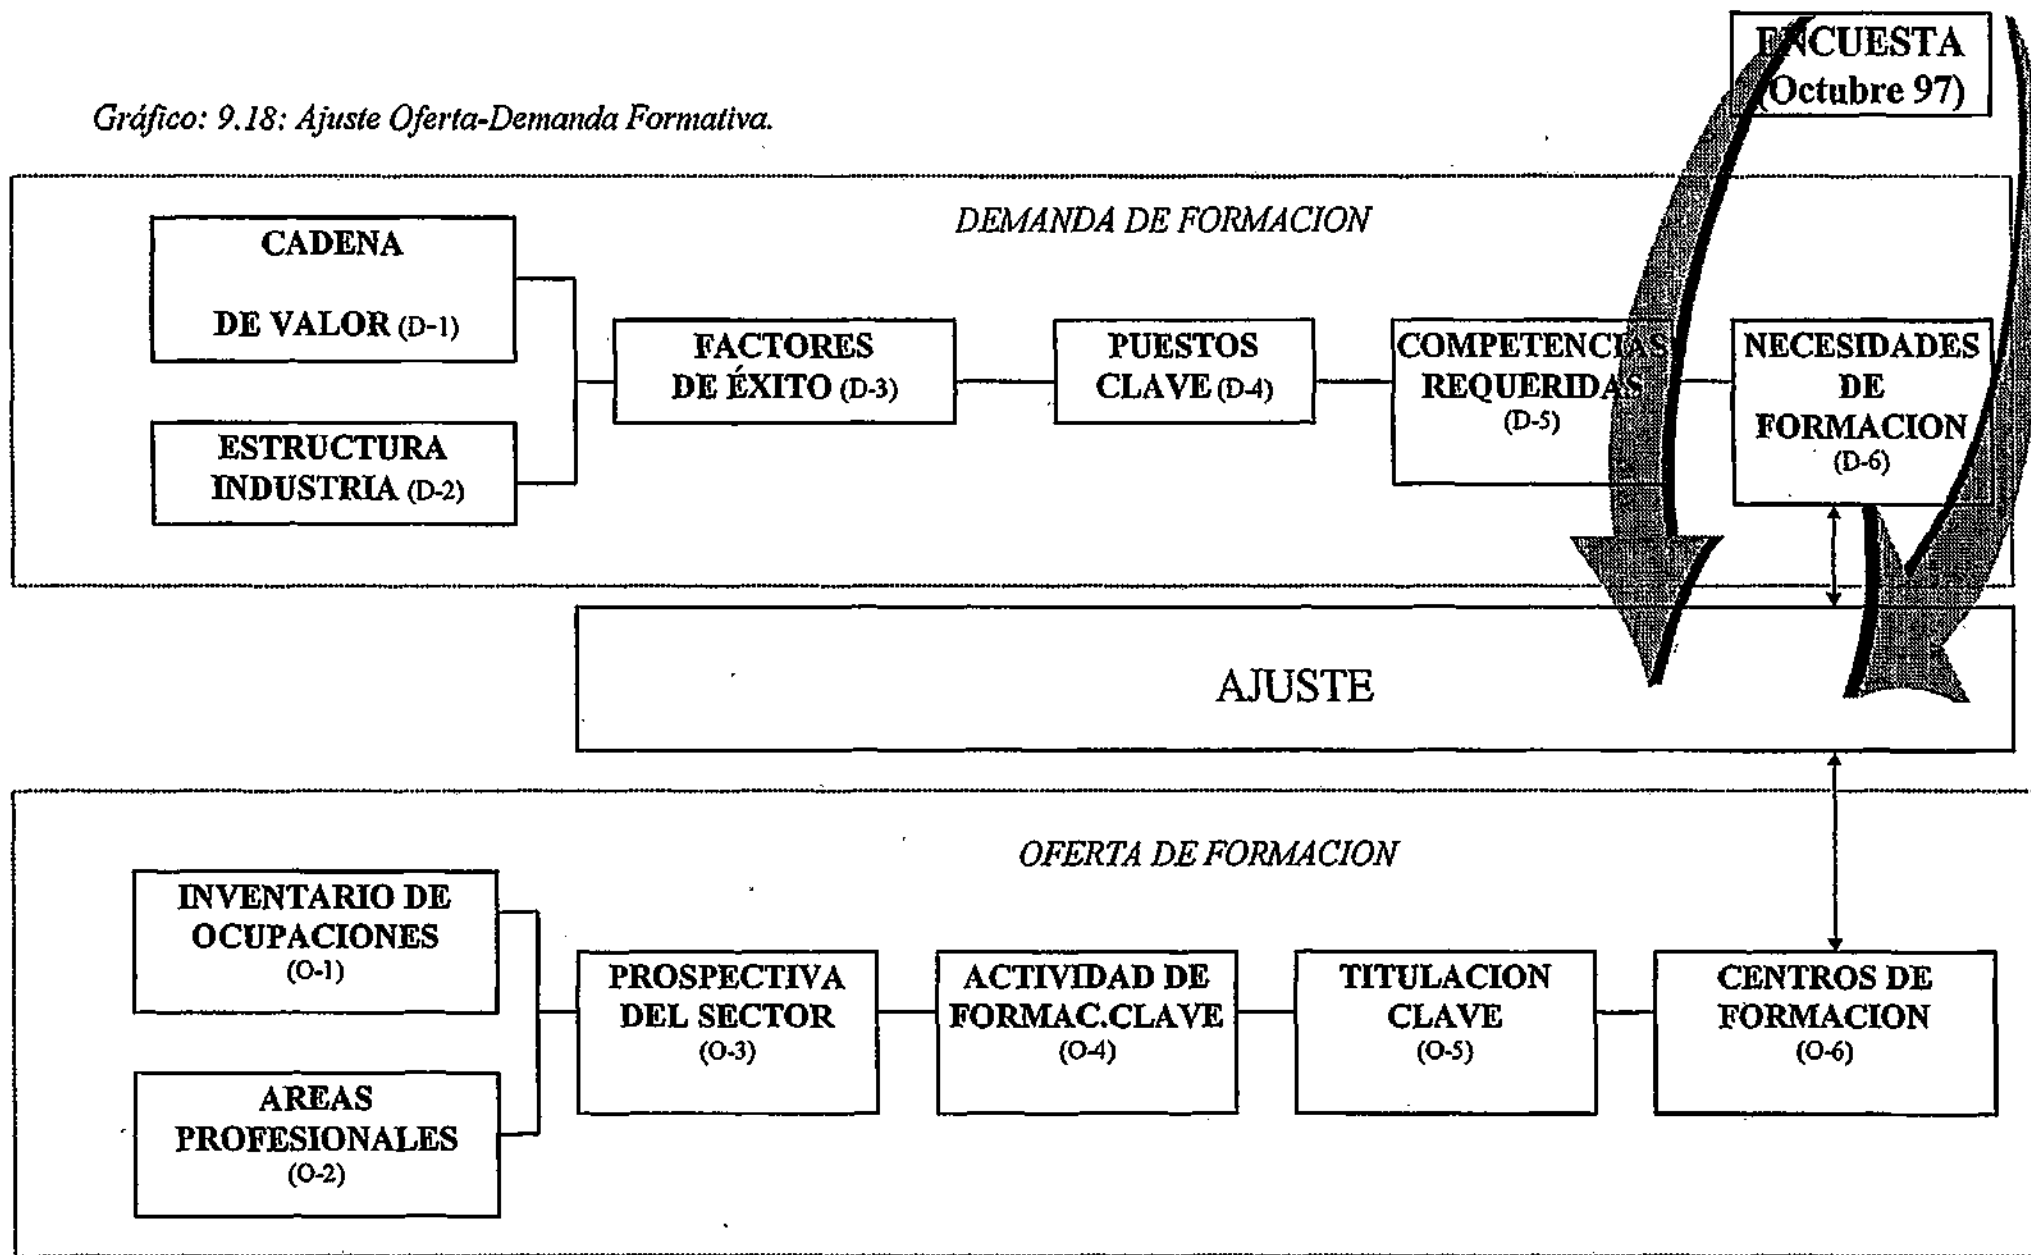 ENCUESTA
(Octubre 97)
Gráfico: 9.18: Ajuste Oferta-Demanda Formativa.
DEMANDA DE FORMACION
CADENA
DE VALOR (D-1)
ESTRUCTURA
INDUSTRIA (D-2)
FACTORES
DE ÉXITO (D-3)
PUESTOS
CLAVE (D-4)
COMPETENCIAS
REQUERIDAS
(D-5)
NECESIDADES
DE
FORMACION
(D-6)
AJUSTE
OFERTA DE FORMACION
INVENTARIO DE
OCUPACIONES
(O-1)
AREAS
PROFESIONALES
(O-2)
PROSPECTIVA
DEL SECTOR
(O-3)
ACTIVIDAD DE
FORMAC.CLAVE
(O-4)
TITULACION
CLAVE
(O-5)
CENTROS DE
FORMACION
(O-6)